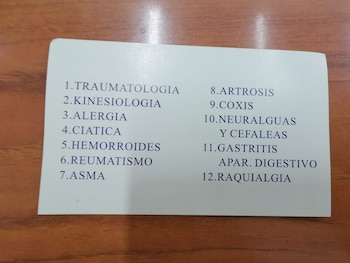 1.TRAUMATOLOGIA
2.KINESIOLOGIA
3.ALERGIA
4.CIATICA
5.HEMORROIDES
6.REUMATISMO
7.ASMA
8.ARTROSIS
9.COXIS
10.NEURALGUAS
Y CEFALEAS
11.GASTRITIS
APAR. DIGESTIVO
12.RAQUIALGIA